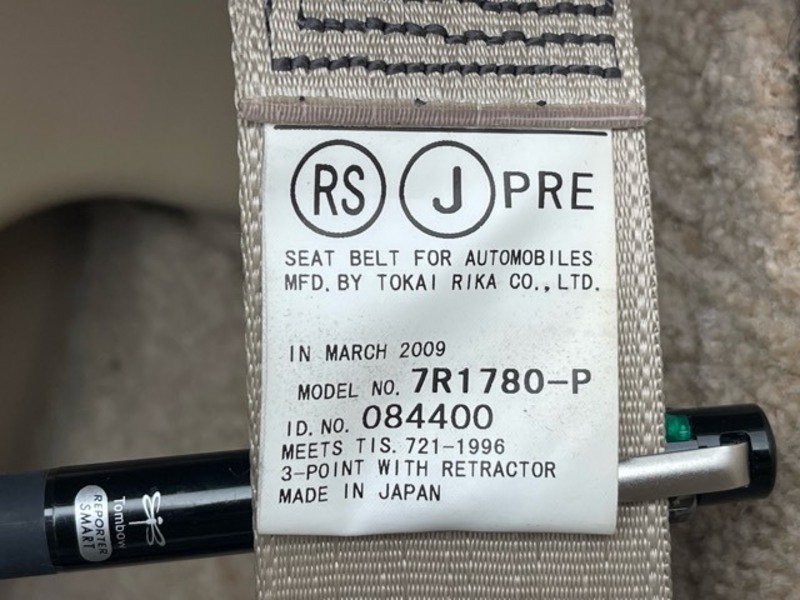 RS J PRE
SEAT BELT FOR AUTOMOBILES
MFD. BY TOKAI RIKA CO., LTD.
IN MARCH 2009
MODEL NO. 7R1780-P
ID. NO. 084400
MEETS TIS. 721-1996
3-POINT WITH RETRACTOR
MADE IN JAPAN
Tombow
REPORTER
SMART